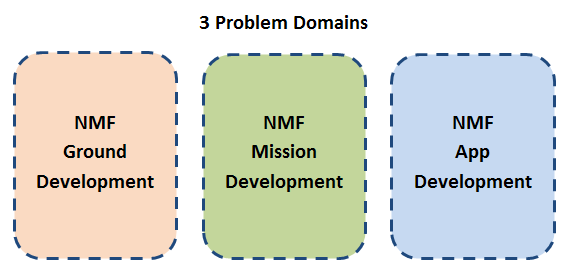 3 Problem Domains
NMF
Ground
Development
NMF
Mission
Development
NMF
App
Development